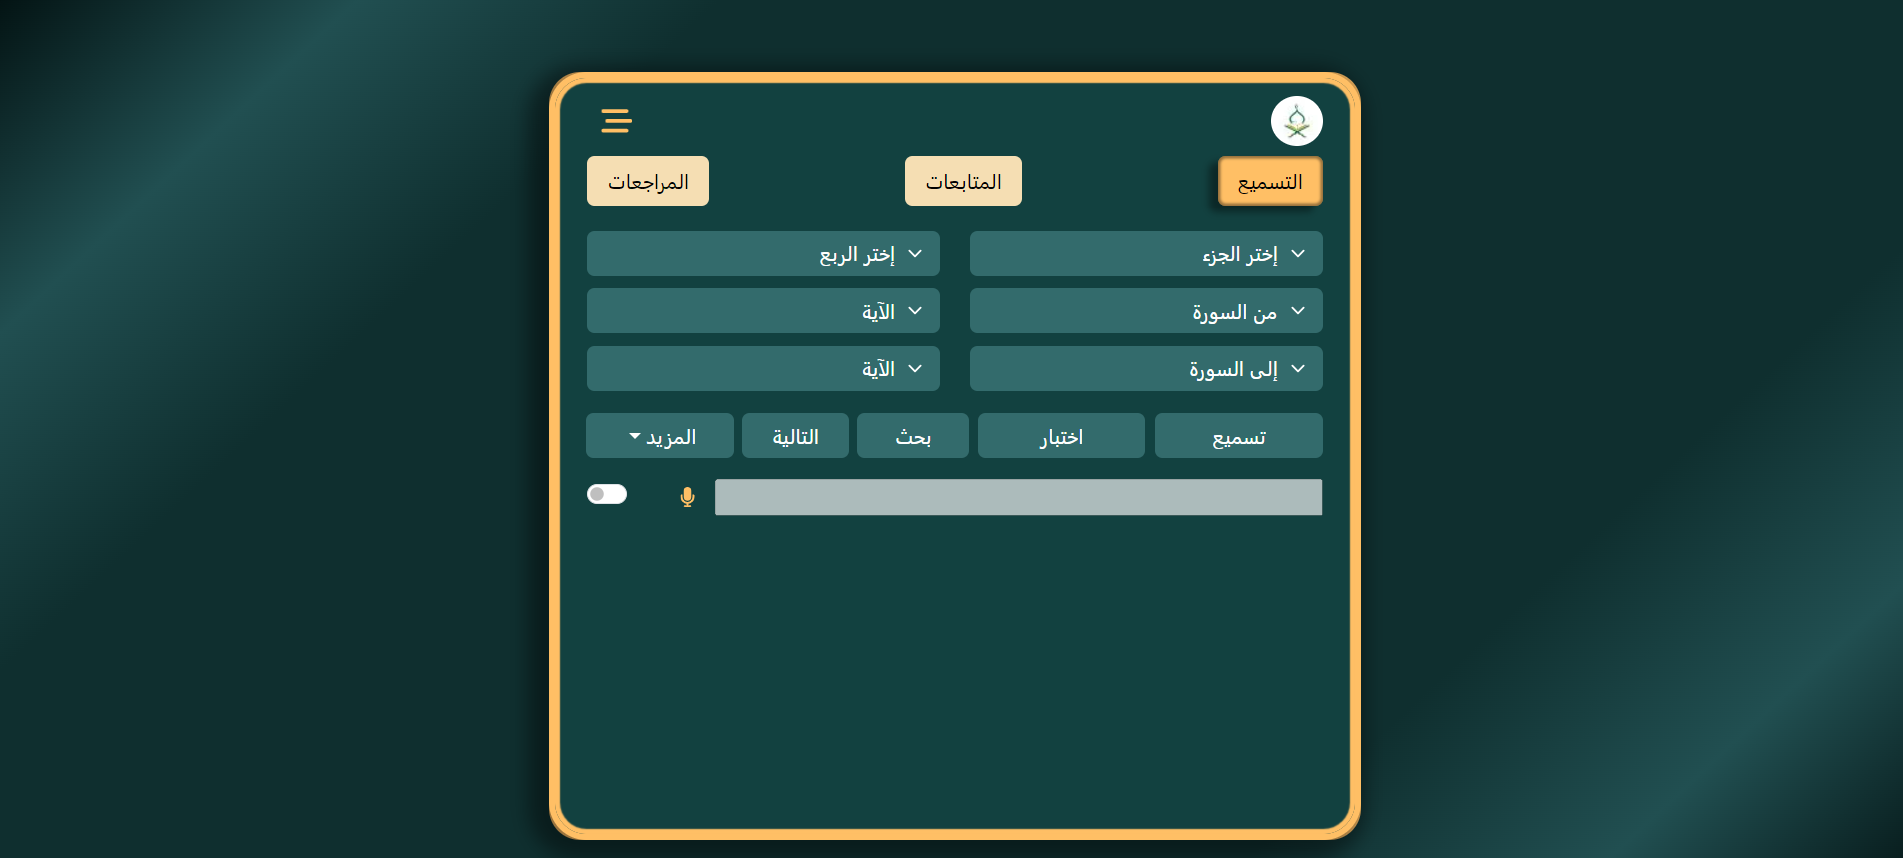 التسميع المتابعات المراجعات
إختر الجزء إختر الربع
من السورة الآية
إلى السورة الآية
تسميع اختبار بحث التالية المزيد